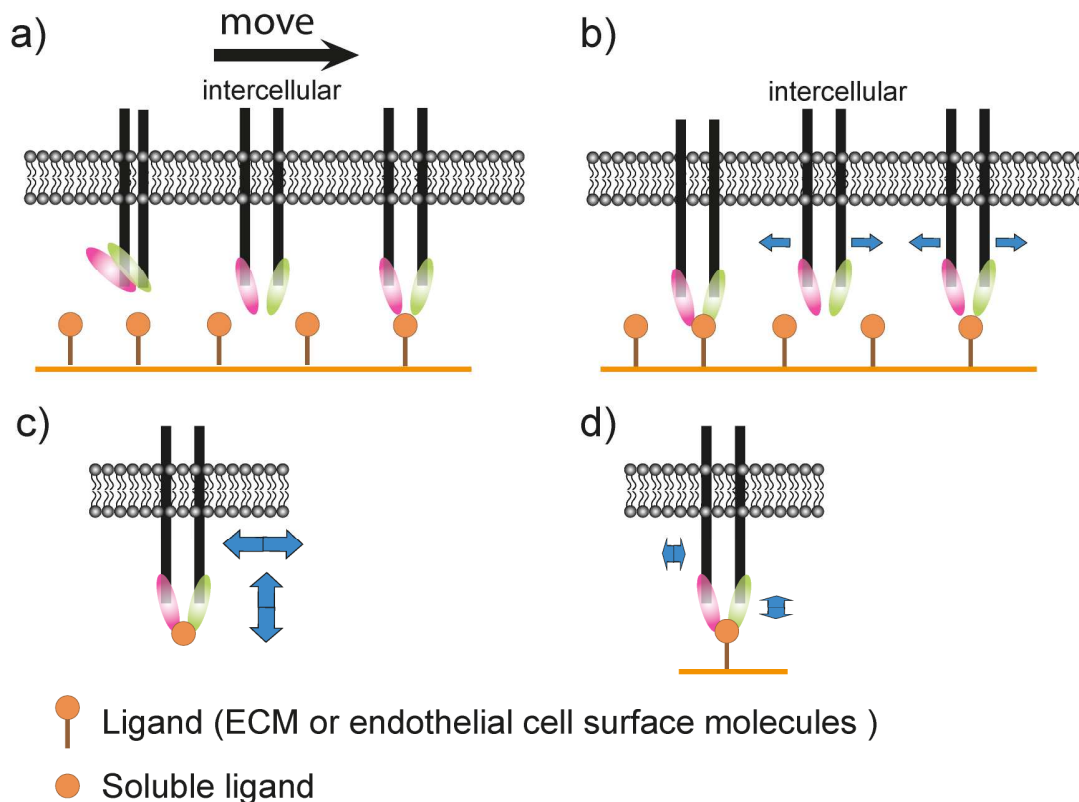 a)
move
intercellular
b)
intercellular
c)
d)
Ligand (ECM or endothelial cell surface molecules )
Soluble ligand